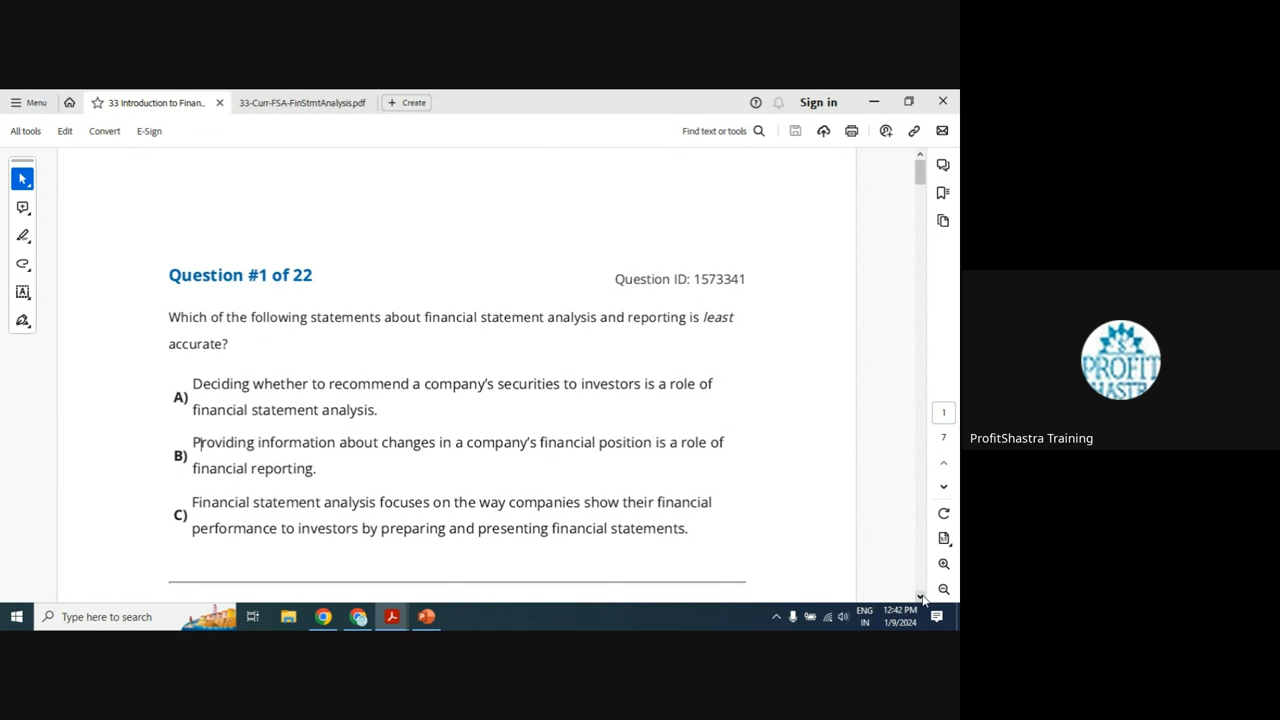 Menu
33 Introduction to Finan...
33-Curr-FSA-FinStmtAnalysis.pdf
Create
Sign in
All tools
Edit
Convert
E-Sign
Find text or tools
Question #1 of 22
Question ID: 1573341
Which of the following statements about financial statement analysis and reporting is least
accurate?
A) Deciding whether to recommend a company's securities to investors is a role of
financial statement analysis.
B) Providing information about changes in a company's financial position is a role of
financial reporting.
C) Financial statement analysis focuses on the way companies show their financial
performance to investors by preparing and presenting financial statements.
1
7
Type here to search
ENG
IN
12:42 PM
1/9/2024
PROFIT
ProfitShastra Training